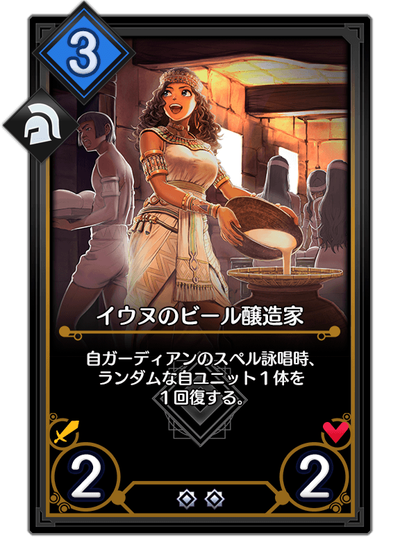 3
イウヌのビール醸造家
自ガーディアンのスペル詠唱時、
ランダムな自ユニット１体を
１回復する。
2
2